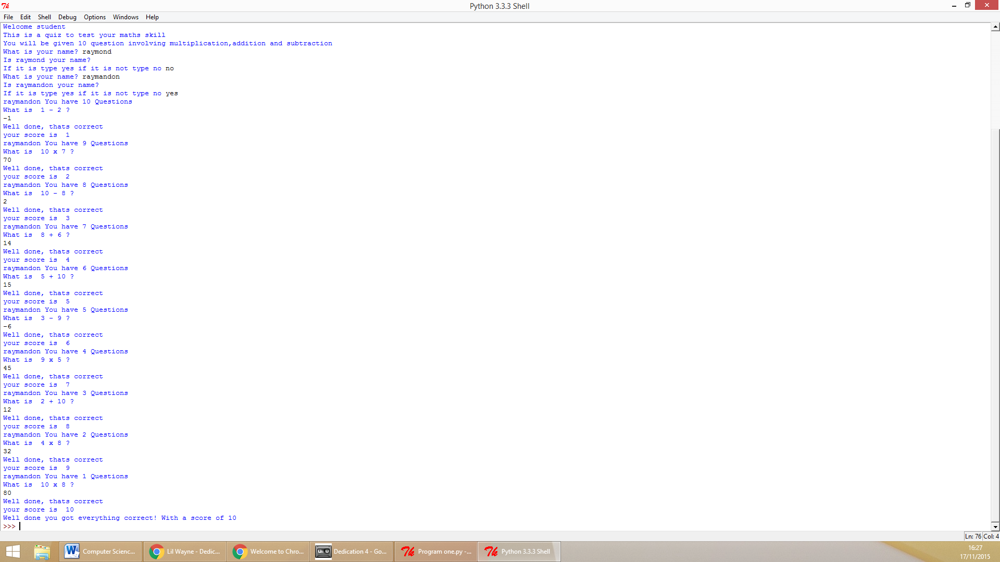 Python 3.3.3 Shell
File Edit Shell Debug Options Windows Help
Welcome student
This is a quiz to test your maths skill
You will be given 10 question involving multiplication,addition and subtraction
What is your name? raymond
Is raymond your name?
If it is type yes if it is not type no no
What is your name? raymandon
Is raymandon your name?
If it is type yes if it is not type no yes
raymandon You have 10 Questions
What is  1 - 2 ?
-1
Well done, thats correct
your score is  1
raymandon You have 9 Questions
What is  10 x 7 ?
70
Well done, thats correct
your score is  2
raymandon You have 8 Questions
What is  10 - 8 ?
2
Well done, thats correct
your score is  3
raymandon You have 7 Questions
What is  8 + 6 ?
14
Well done, thats correct
your score is  4
raymandon You have 6 Questions
What is  5 + 10 ?
15
Well done, thats correct
your score is  5
raymandon You have 5 Questions
What is  3 - 9 ?
-6
Well done, thats correct
your score is  6
raymandon You have 4 Questions
What is  9 x 5 ?
45
Well done, thats correct
your score is  7
raymandon You have 3 Questions
What is  2 + 10 ?
12
Well done, thats correct
your score is  8
raymandon You have 2 Questions
What is  4 x 8 ?
32
Well done, thats correct
your score is  9
raymandon You have 1 Questions
What is  10 x 8 ?
80
Well done, thats correct
your score is  10
Well done you got everything correct! With a score of 10
>>>
Ln: 76 Col: 4
Computer Scienc... Lil Wayne - Dedic... Welcome to Chro... Dedication 4 - Go... Program one.py -... Python 3.3.3 Shell
16:27
17/11/2015